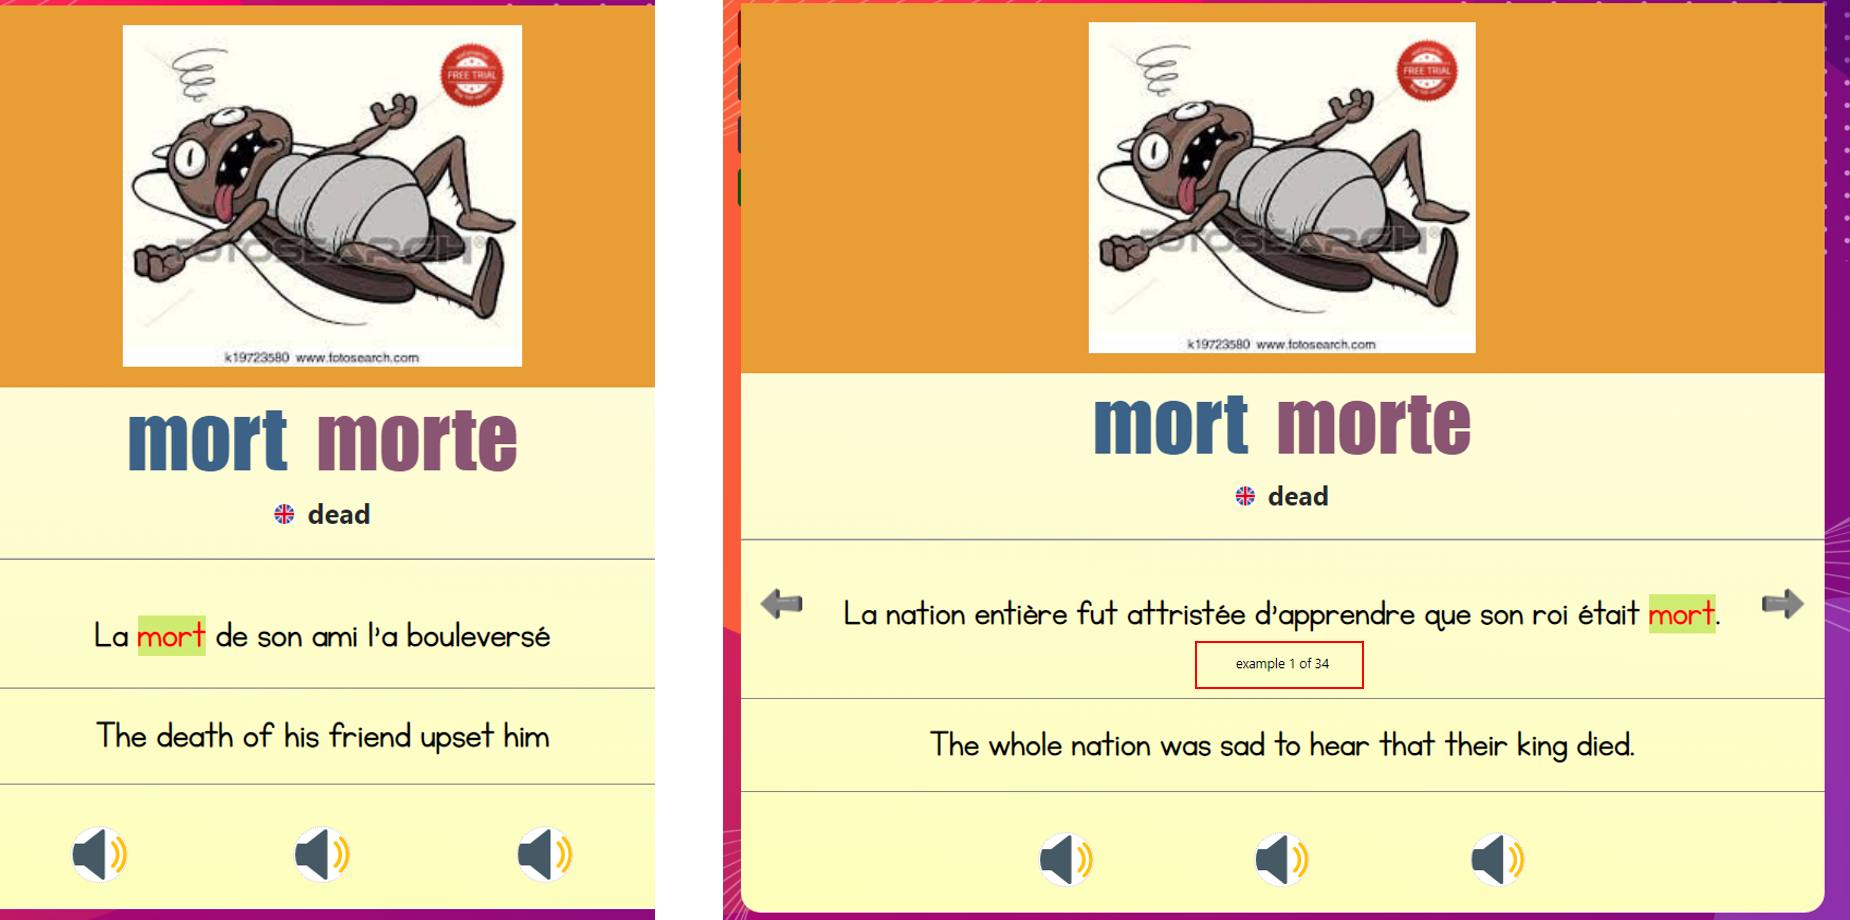 FREE TRIAL
FOTOSEARCH
k19723580 www.fotosearch.com
mort morte
dead
La mort de son ami l'a bouleversé
The death of his friend upset him
FREE TRIAL
FOTOSEARCH
k19723580 www.fotosearch.com
mort morte
dead
La nation entière fut attristée d'apprendre que son roi était mort.
example 1 of 34
The whole nation was sad to hear that their king died.